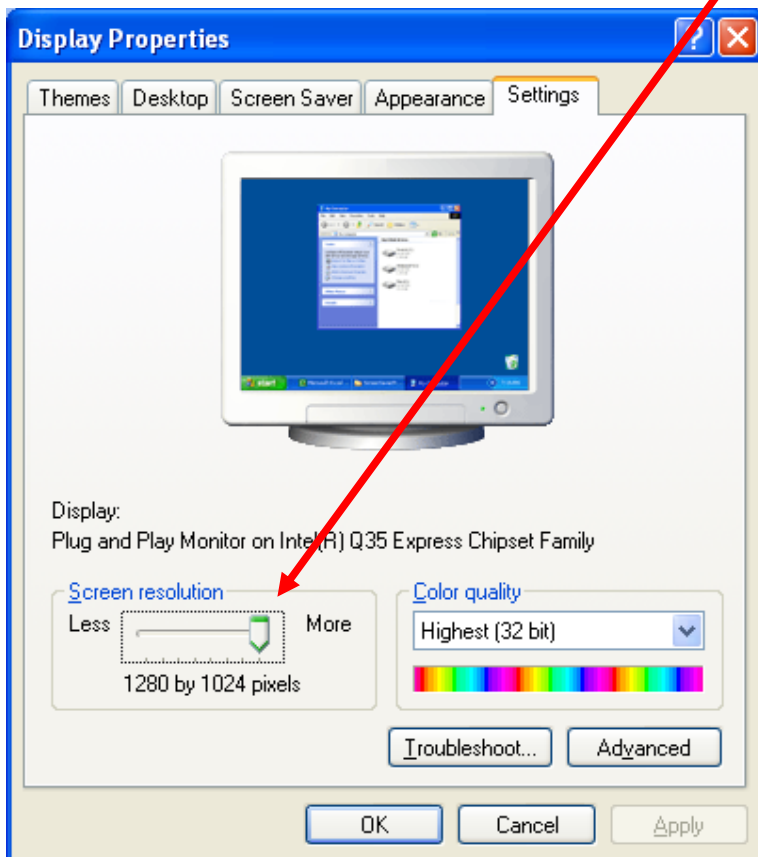 Display Properties
Themes Desktop Screen Saver Appearance Settings
start
Display:
Plug and Play Monitor on Intel(R) Q35 Express Chipset Family
Screen resolution
Less More
1280 by 1024 pixels
Color quality
Highest (32 bit)
Troubleshoot... Advanced
OK Cancel Apply